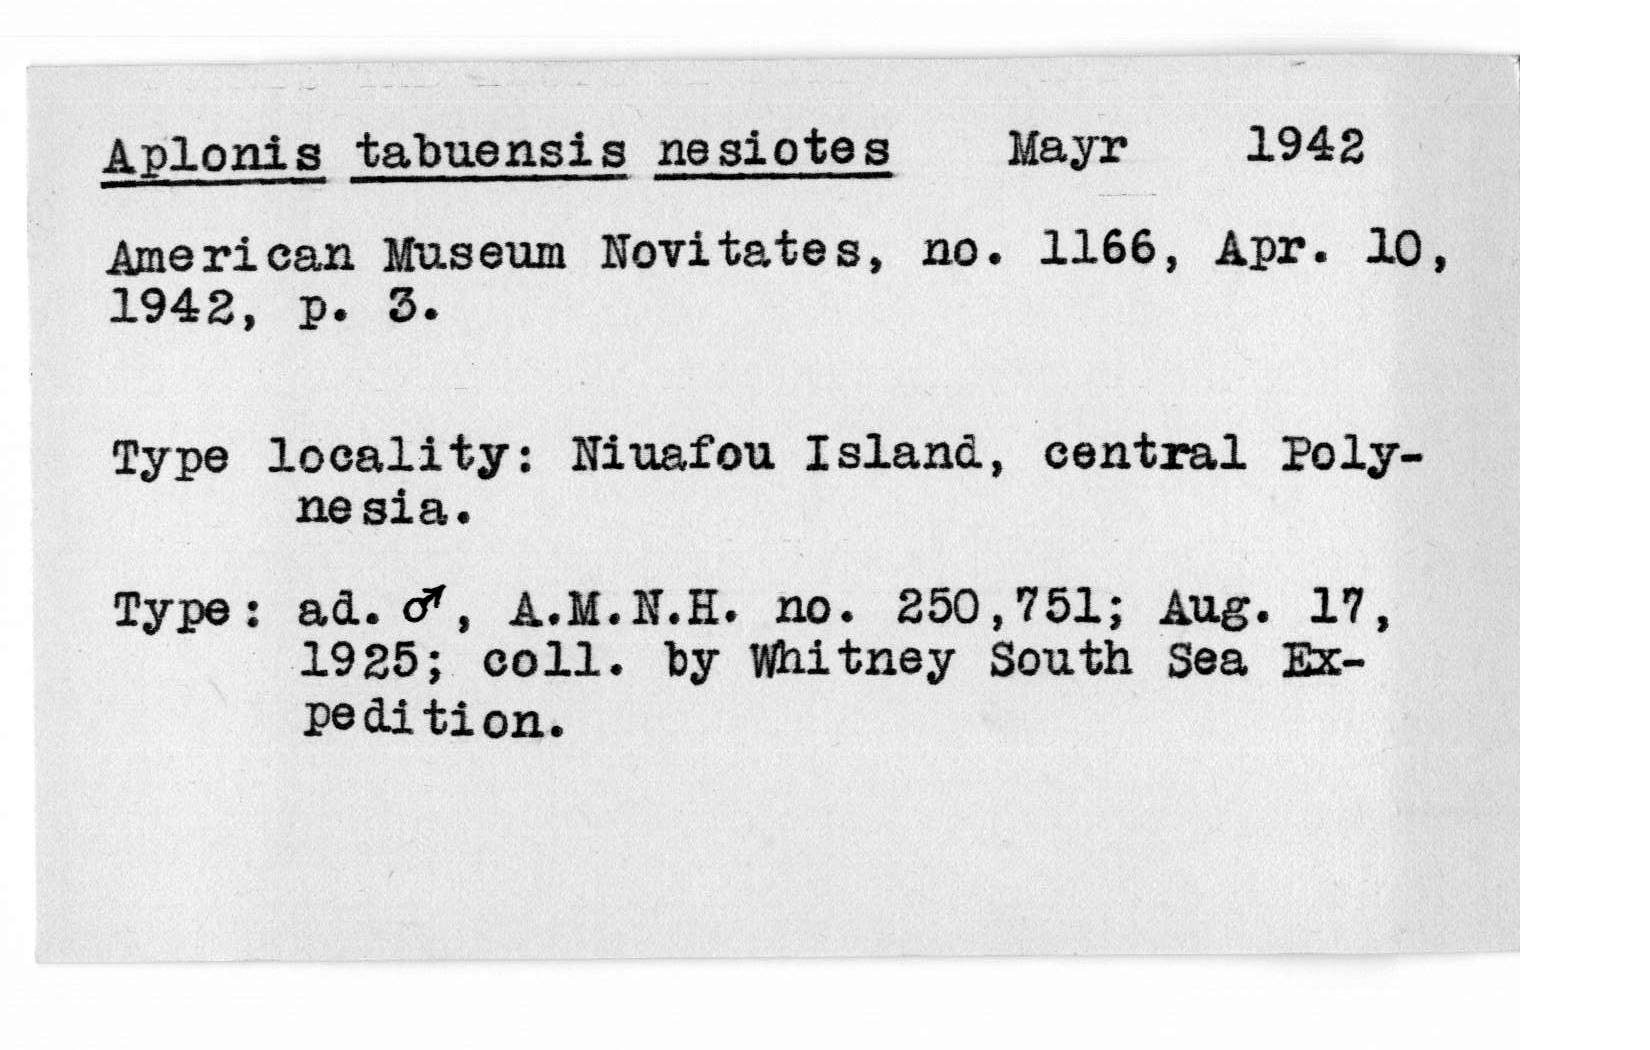 Aplonis tabuensis nesiotes Mayr 1942
American Museum Novitates, no. 1166, Apr. 10,
1942, p. 3.
Type locality: Niuafou Island, central Poly-
nesia.
Type: ad. ♂, A.M.N.H. no. 250,751; Aug. 17,
1925; coll. by Whitney South Sea Ex-
pedition.